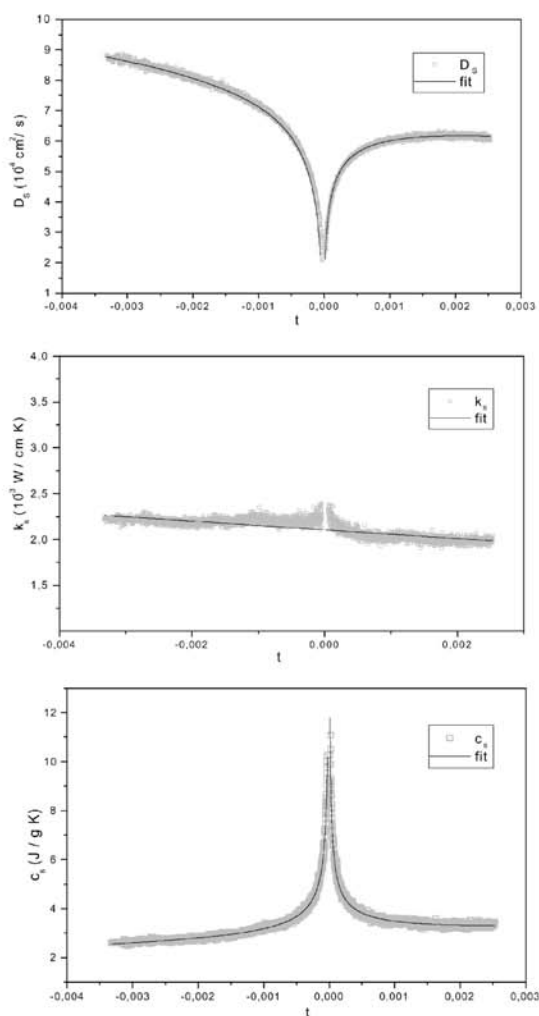 10
9
8
7
6
5
4
3
2
1
D_S (10^4 cm^2/ s)
D_S
fit
-0,004 -0,003 -0,002 -0,001 0,000 0,001 0,002 0,003
t
4,0
3,5
3,0
2,5
2,0
1,5
k_s (10^3 W / cm K)
k_s
fit
-0,004 -0,002 0,000 0,002
t
12
10
8
6
4
2
c_s (J / g K)
c_s
fit
-0,004 -0,003 -0,002 -0,001 0,000 0,001 0,002 0,003
t